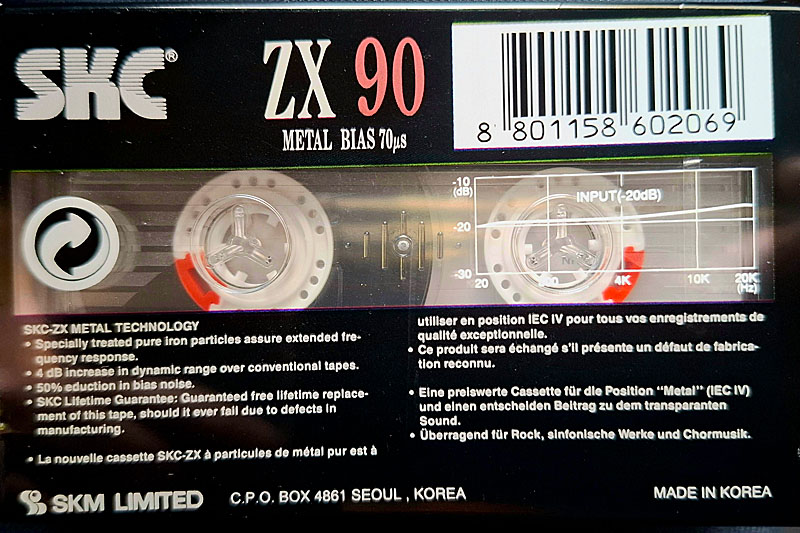 SKC®
ZX 90
METAL BIAS 70µs
8 801158 602069
-10
(dB)
INPUT(-20dB)
-20
-30
20
4K
10K
20K
(Hz)
SKC-ZX METAL TECHNOLOGY
• Specially treated pure iron particles assure extended fre-
quency response.
• 4 dB increase in dynamic range over conventional tapes.
• 50% eduction in bias noise.
• SKC Lifetime Guarantee: Guaranteed free lifetime replace-
ment of this tape, should it ever fail due to defects in
manufacturing.
• La nouvelle cassette SKC-ZX à particules de métal pur est à
utiliser en position IEC IV pour tous vos enregistrements de
qualité exceptionnelle.
• Ce produit sera échangé s'il présente un défaut de fabrica-
tion reconnu.
• Eine preiswerte Cassette für die Position "Metal" (IEC IV)
und einen entscheiden Beitrag zu dem transparanten
Sound.
• Überragend für Rock, sinfonische Werke und Chormusik.
SKM LIMITED
C.P.O. BOX 4861 SEOUL , KOREA
MADE IN KOREA